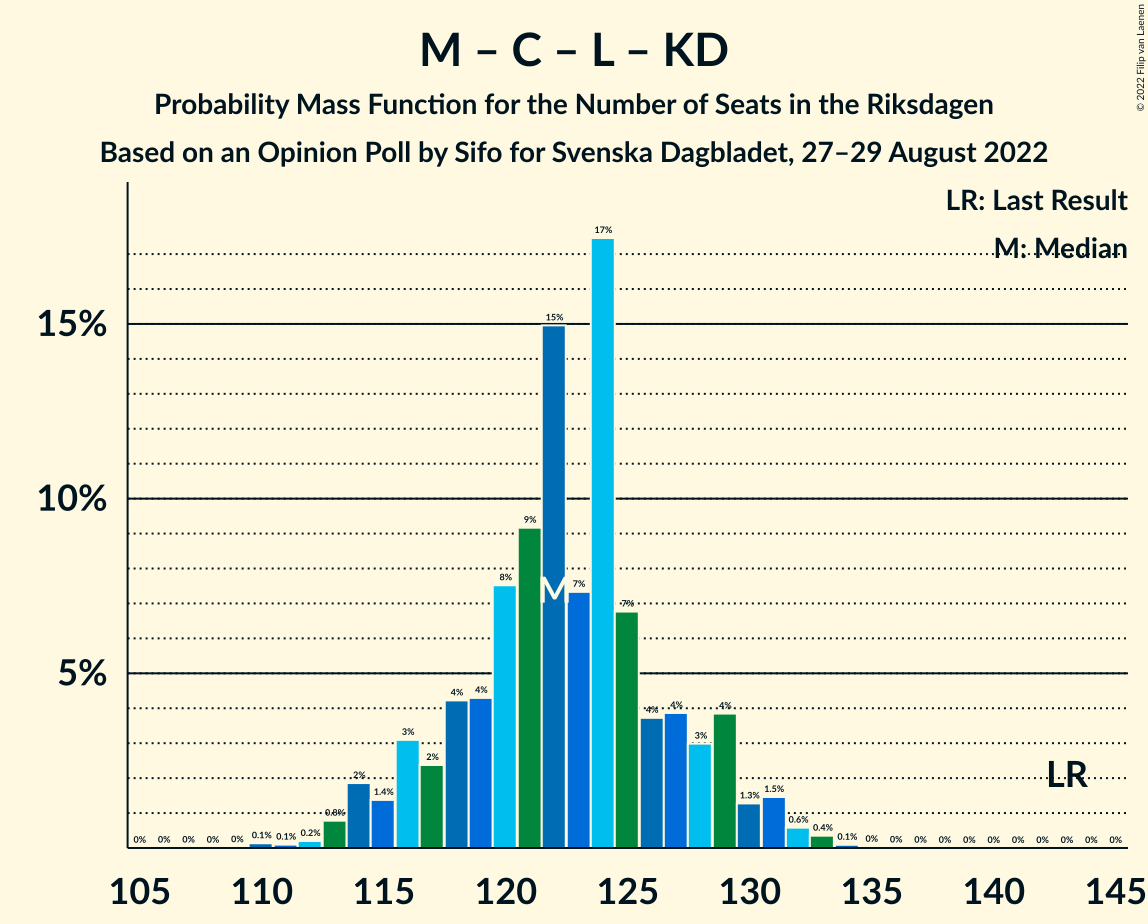 M – C – L – KD
Probability Mass Function for the Number of Seats in the Riksdagen
Based on an Opinion Poll by Sifo for Svenska Dagbladet, 27–29 August 2022
© 2022 Filip van Laenen
LR: Last Result
M: Median
17%
15%
15%
10%
9%
8%
M
7%
7%
5%
4%
4%
4%
4%
4%
3%
3%
2%
2%
LR
1.4%
1.3%
1.5%
0.8%
0.6%
0.4%
0% 0% 0% 0% 0% 0.1% 0.1% 0.2% 0.1% 0% 0% 0% 0% 0% 0% 0% 0% 0% 0% 0%
105 110 115 120 125 130 135 140 145